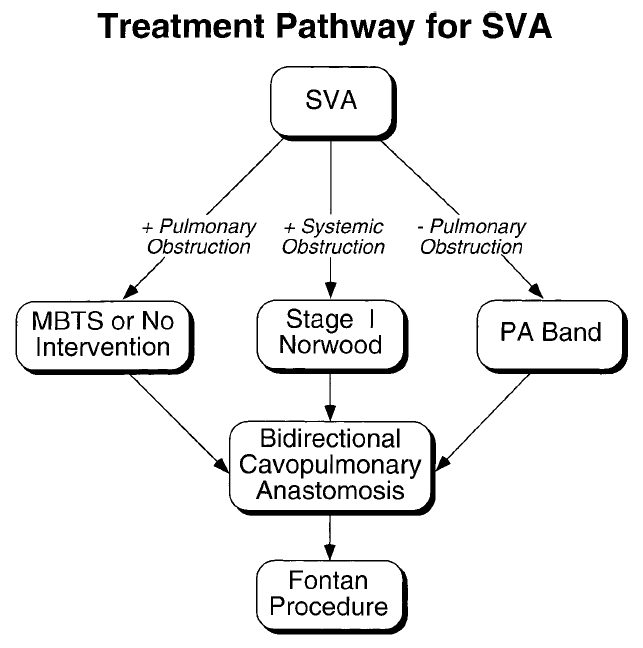 Treatment Pathway for SVA
SVA
+ Pulmonary
Obstruction
+ Systemic
Obstruction
- Pulmonary
Obstruction
MBTS or No
Intervention
Stage I
Norwood
PA Band
Bidirectional
Cavopulmonary
Anastomosis
Fontan
Procedure